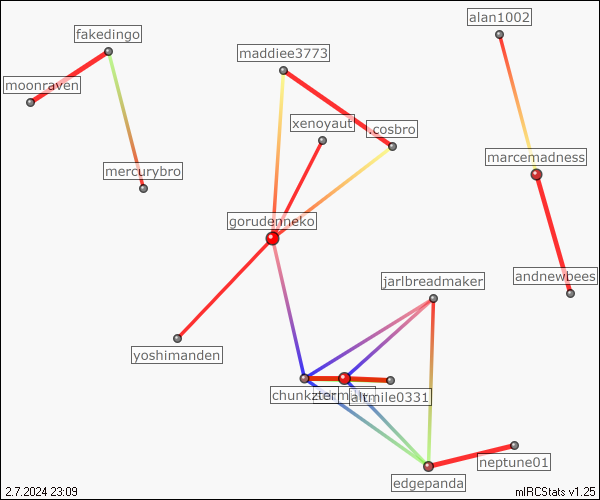 alan1002
fakedingo
maddiee3773
moonraven
xenoyaut
.cosbro
marcemadness
mercurybro
gorudenneko
andnewbees
jarlbreadmaker
yoshimanden
altmile0331
neptune01
edgepanda
2.7.2024 23:09
mIRCStats v1.25